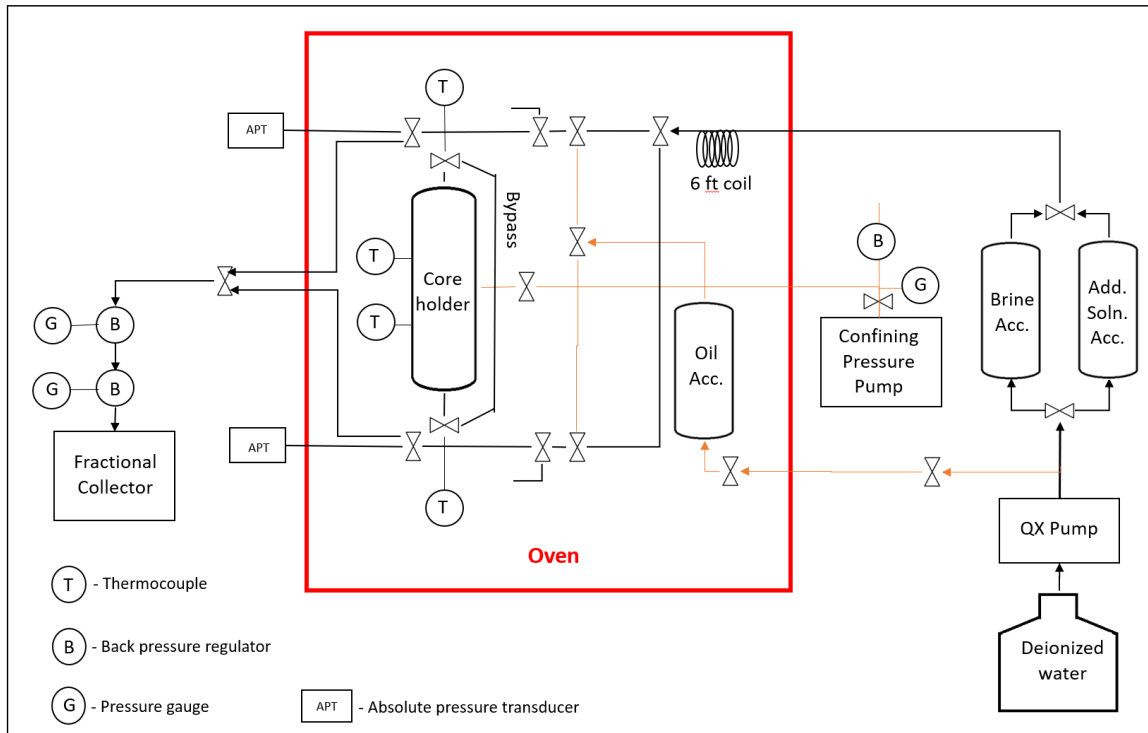 T
APT
6 ft coil
Bypass
B
T
Core
holder
G
Brine
Acc.
Add.
Soln.
Acc.
G
B
T
Oil
Acc.
Confining
Pressure
Pump
G
B
APT
Fractional
Collector
T
QX Pump
Oven
T - Thermocouple
Deionized
water
B - Back pressure regulator
G - Pressure gauge
APT - Absolute pressure transducer